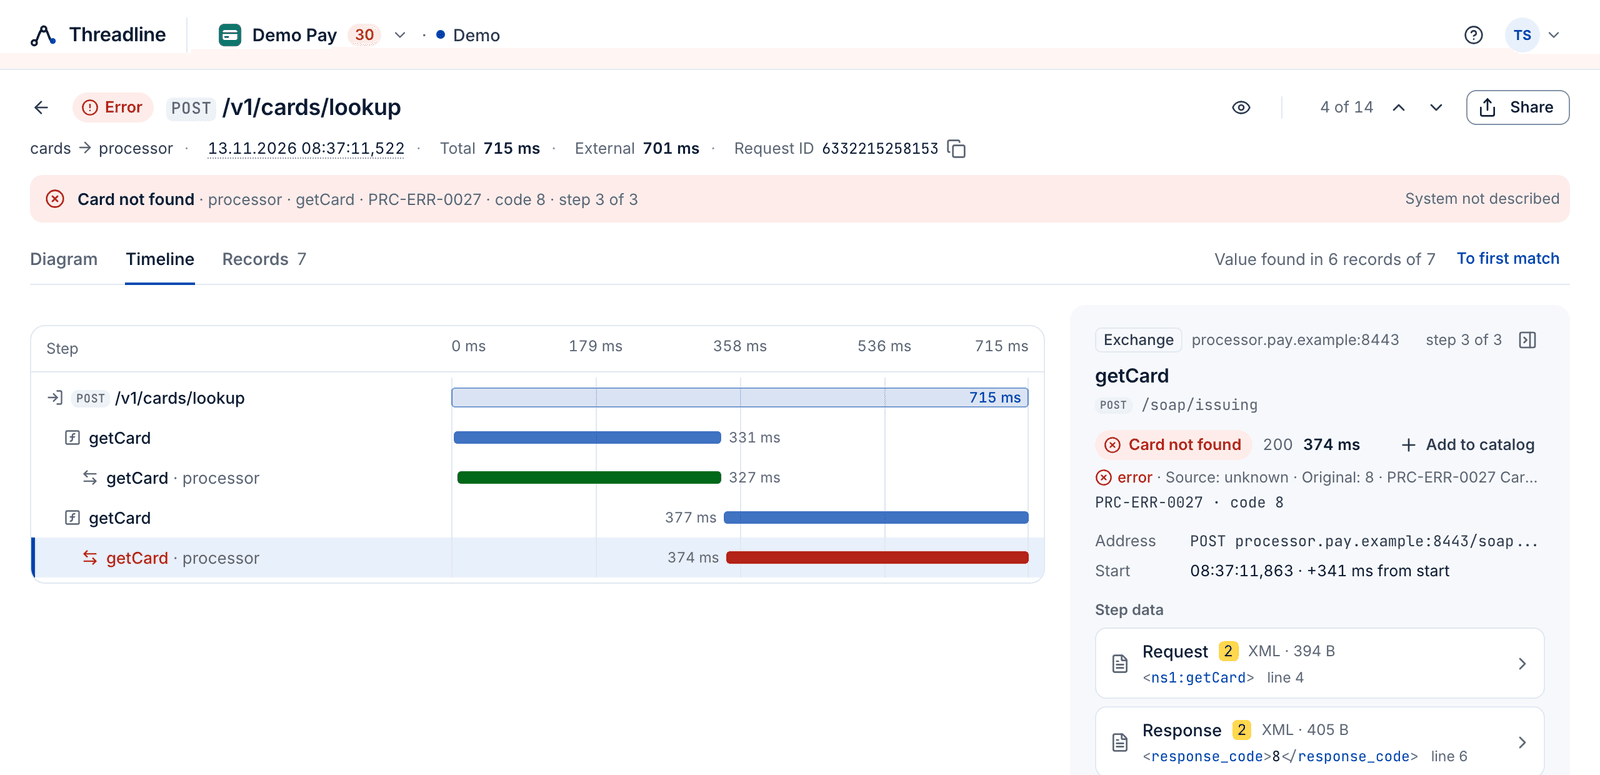 Threadline Demo Pay 30 · Demo TS
Error POST /v1/cards/lookup 4 of 14 Share
cards → processor · 13.11.2026 08:37:11,522 · Total 715 ms · External 701 ms · Request ID 6332215258153
Card not found · processor · getCard · PRC-ERR-0027 · code 8 · step 3 of 3 System not described
Diagram Timeline Records 7 Value found in 6 records of 7 To first match
Step 0 ms 179 ms 358 ms 536 ms 715 ms
POST /v1/cards/lookup 715 ms
getCard 331 ms
getCard · processor 327 ms
getCard 377 ms
getCard · processor 374 ms
Exchange processor.pay.example:8443 step 3 of 3
getCard
POST /soap/issuing
Card not found 200 374 ms + Add to catalog
error · Source: unknown · Original: 8 · PRC-ERR-0027 Car...
PRC-ERR-0027 · code 8
Address POST processor.pay.example:8443/soap...
Start 08:37:11,863 · +341 ms from start
Step data
Request 2 XML · 394 B
<ns1:getCard> line 4
Response 2 XML · 405 B
<response_code>8</response_code> line 6